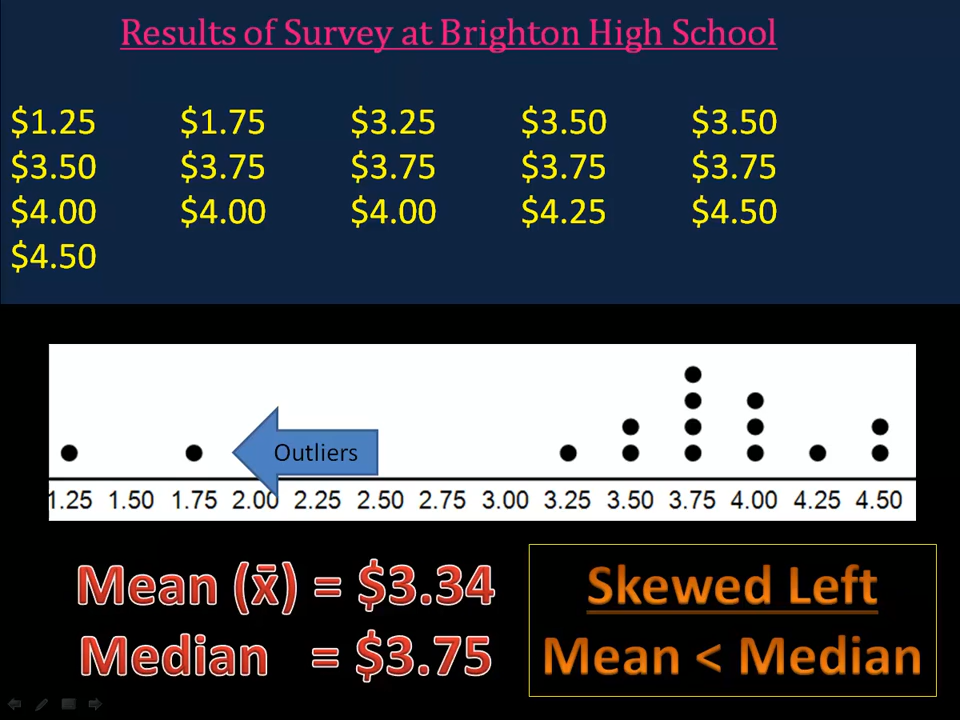 Results of Survey at Brighton High School
$1.25 $1.75 $3.25 $3.50 $3.50
$3.50 $3.75 $3.75 $3.75 $3.75
$4.00 $4.00 $4.00 $4.25 $4.50
$4.50
Outliers
1.25 1.50 1.75 2.00 2.25 2.50 2.75 3.00 3.25 3.50 3.75 4.00 4.25 4.50
Mean (x̄) = $3.34
Median = $3.75
Skewed Left
Mean < Median